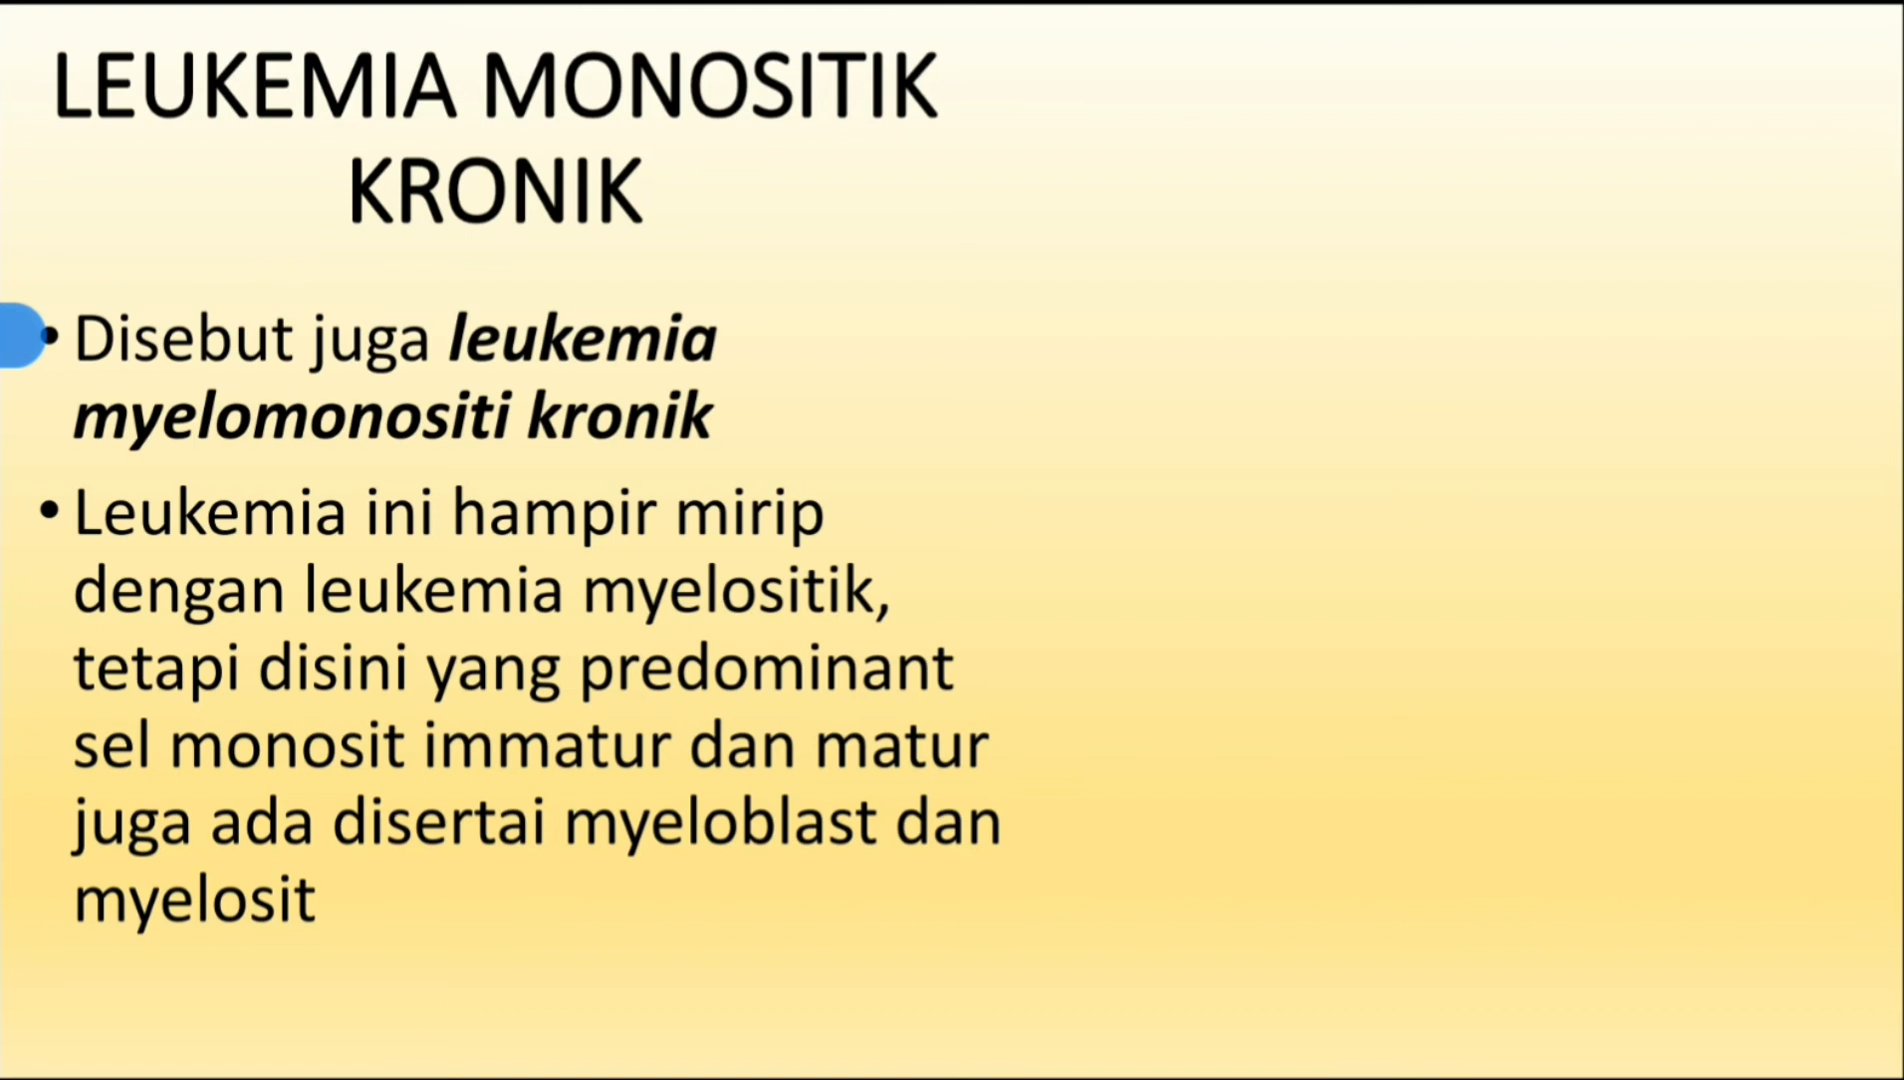 LEUKEMIA MONOSITIK
KRONIK
• Disebut juga leukemia
myelomonositi kronik
• Leukemia ini hampir mirip
dengan leukemia myelositik,
tetapi disini yang predominant
sel monosit immatur dan matur
juga ada disertai myeloblast dan
myelosit